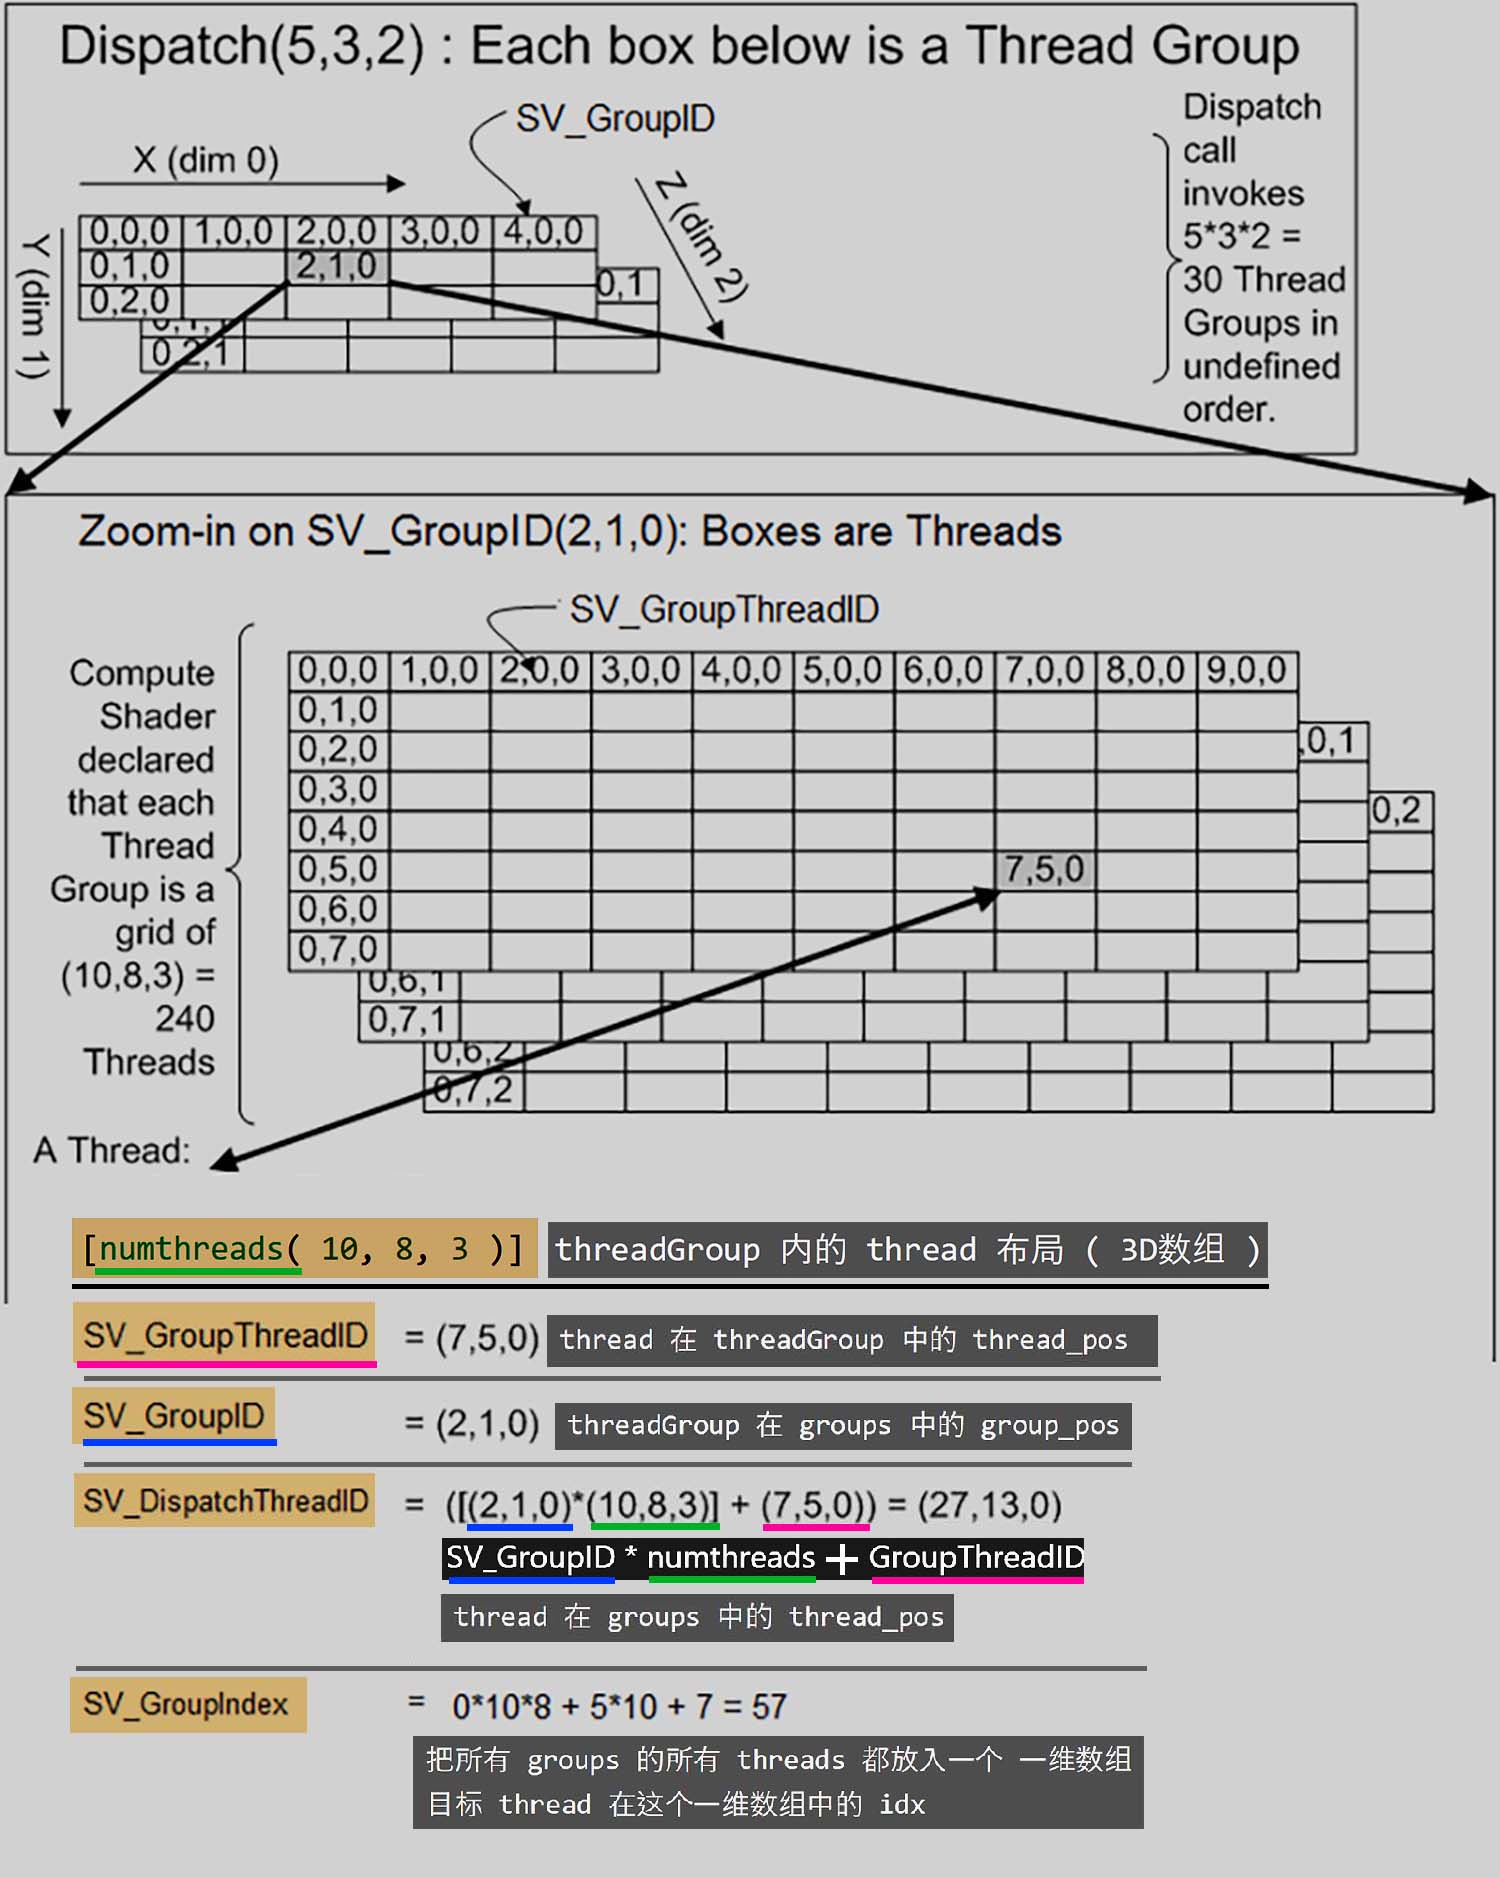 Dispatch(5,3,2) : Each box below is a Thread Group
SV_GroupID
X (dim 0)
Y (dim 1)
Z (dim 2)
0,0,0 1,0,0 2,0,0 3,0,0 4,0,0
0,1,0 2,1,0
0,2,0
0,1
0,1,1
0,2,1
Dispatch
call
invokes
5*3*2 =
30 Thread
Groups in
undefined
order.
Zoom-in on SV_GroupID(2,1,0): Boxes are Threads
SV_GroupThreadID
Compute
Shader
declared
that each
Thread
Group is a
grid of
(10,8,3) =
240
Threads
0,0,0 1,0,0 2,0,0 3,0,0 4,0,0 5,0,0 6,0,0 7,0,0 8,0,0 9,0,0
0,1,0
0,2,0
0,3,0
0,4,0
0,5,0 7,5,0
0,6,0
0,7,0
,0,1
0,6,1
0,7,1
0,2
0,6,2
0,7,2
A Thread:
[numthreads( 10, 8, 3 )] threadGroup 内的 thread 布局 ( 3D数组 )
SV_GroupThreadID = (7,5,0) thread 在 threadGroup 中的 thread_pos
SV_GroupID = (2,1,0) threadGroup 在 groups 中的 group_pos
SV_DispatchThreadID = ([(2,1,0)*(10,8,3)] + (7,5,0)) = (27,13,0)
SV_GroupID * numthreads + GroupThreadID
thread 在 groups 中的 thread_pos
SV_GroupIndex = 0*10*8 + 5*10 + 7 = 57
把所有 groups 的所有 threads 都放入一个 一维数组
目标 thread 在这个一维数组中的 idx